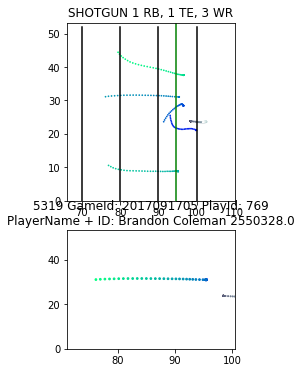 SHOTGUN 1 RB, 1 TE, 3 WR
50
40
30
20
10
0
70 80 90 100 110
5319 GameId: 2017091705 PlayId: 769
PlayerName + ID: Brandon Coleman 2550328.0
40
20
0
80 90 100